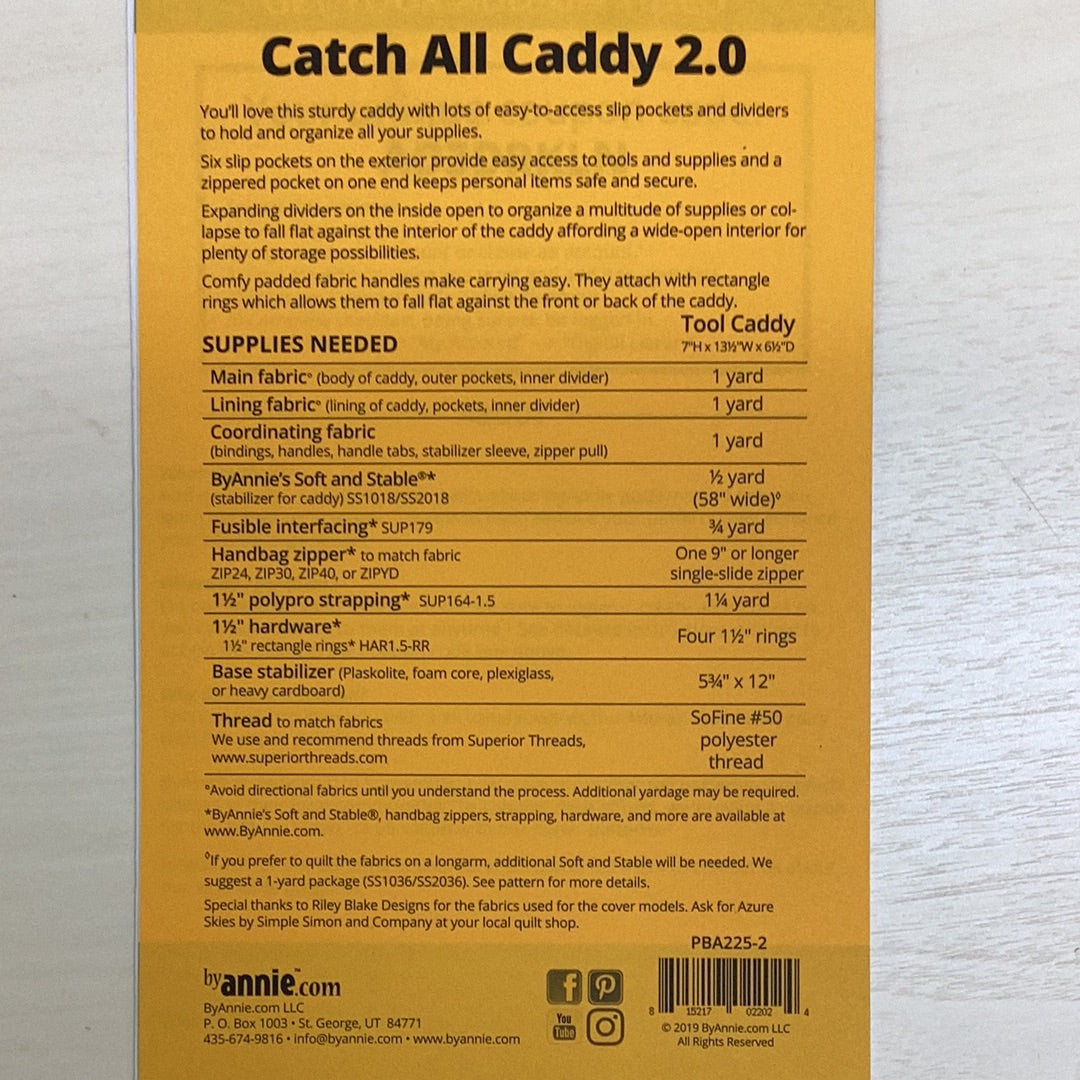 Catch All Caddy 2.0
You'll love this sturdy caddy with lots of easy-to-access slip pockets and dividers
to hold and organize all your supplies.
Six slip pockets on the exterior provide easy access to tools and supplies and a
zippered pocket on one end keeps personal items safe and secure.
Expanding dividers on the inside open to organize a multitude of supplies or col-
lapse to fall flat against the interior of the caddy affording a wide-open interior for
plenty of storage possibilities.
Comfy padded fabric handles make carrying easy. They attach with rectangle
rings which allows them to fall flat against the front or back of the caddy.
SUPPLIES NEEDED
Tool Caddy
7"H x 13½"W x 6½"D
Main fabric° (body of caddy, outer pockets, inner divider) 1 yard
Lining fabric° (lining of caddy, pockets, inner divider) 1 yard
Coordinating fabric
(bindings, handles, handle tabs, stabilizer sleeve, zipper pull)
1 yard
ByAnnie's Soft and Stable®*
(stabilizer for caddy) SS1018/SS2018
½ yard
(58" wide)◊
Fusible interfacing* SUP179 ¾ yard
Handbag zipper* to match fabric
ZIP24, ZIP30, ZIP40, or ZIPYD
One 9" or longer
single-slide zipper
1½" polypro strapping* SUP164-1.5 1¼ yard
1½" hardware*
1½" rectangle rings* HAR1.5-RR
Four 1½" rings
Base stabilizer (Plaskolite, foam core, plexiglass,
or heavy cardboard)
5¾" x 12"
Thread to match fabrics
We use and recommend threads from Superior Threads,
www.superiorthreads.com
SoFine #50
polyester
thread
°Avoid directional fabrics until you understand the process. Additional yardage may be required.
*ByAnnie's Soft and Stable®, handbag zippers, strapping, hardware, and more are available at
www.ByAnnie.com.
◊If you prefer to quilt the fabrics on a longarm, additional Soft and Stable will be needed. We
suggest a 1-yard package (SS1036/SS2036). See pattern for more details.
Special thanks to Riley Blake Designs for the fabrics used for the cover models. Ask for Azure
Skies by Simple Simon and Company at your local quilt shop.
byannie™.com
ByAnnie.com LLC
P. O. Box 1003 • St. George, UT 84771
435-674-9816 • info@byannie.com • www.byannie.com
You
Tube
PBA225-2
8 15217 02202 4
© 2019 ByAnnie.com LLC
All Rights Reserved